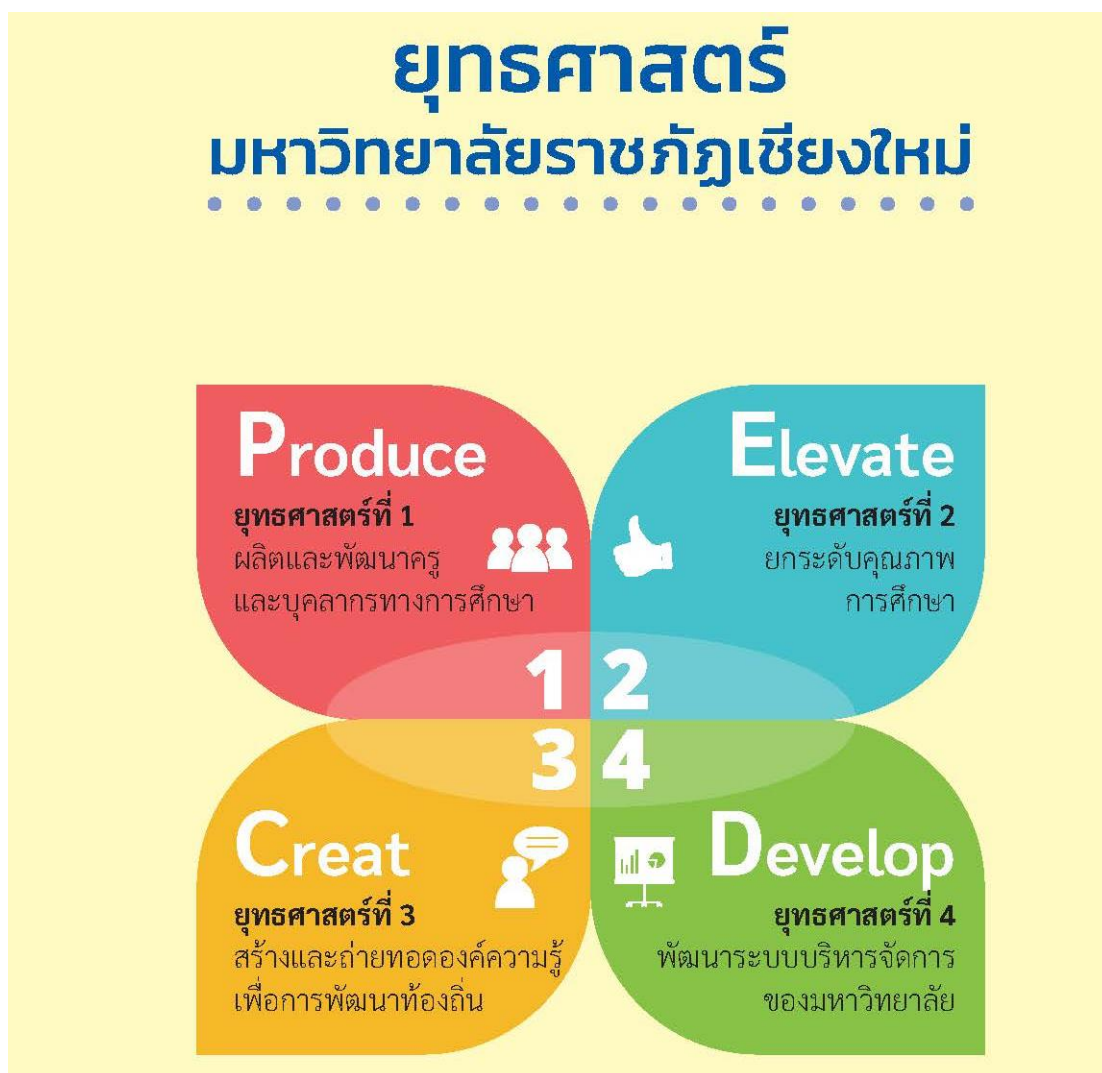 ยุทธศาสตร์
มหาวิทยาลัยราชภัฏเชียงใหม่
Produce
ยุทธศาสตร์ที่ 1
ผลิตและพัฒนาครู
และบุคลากรทางการศึกษา
1
Elevate
ยุทธศาสตร์ที่ 2
ยกระดับคุณภาพ
การศึกษา
2
3
Creat
ยุทธศาสตร์ที่ 3
สร้างและถ่ายทอดองค์ความรู้
เพื่อการพัฒนาท้องถิ่น
4
Develop
ยุทธศาสตร์ที่ 4
พัฒนาระบบบริหารจัดการ
ของมหาวิทยาลัย